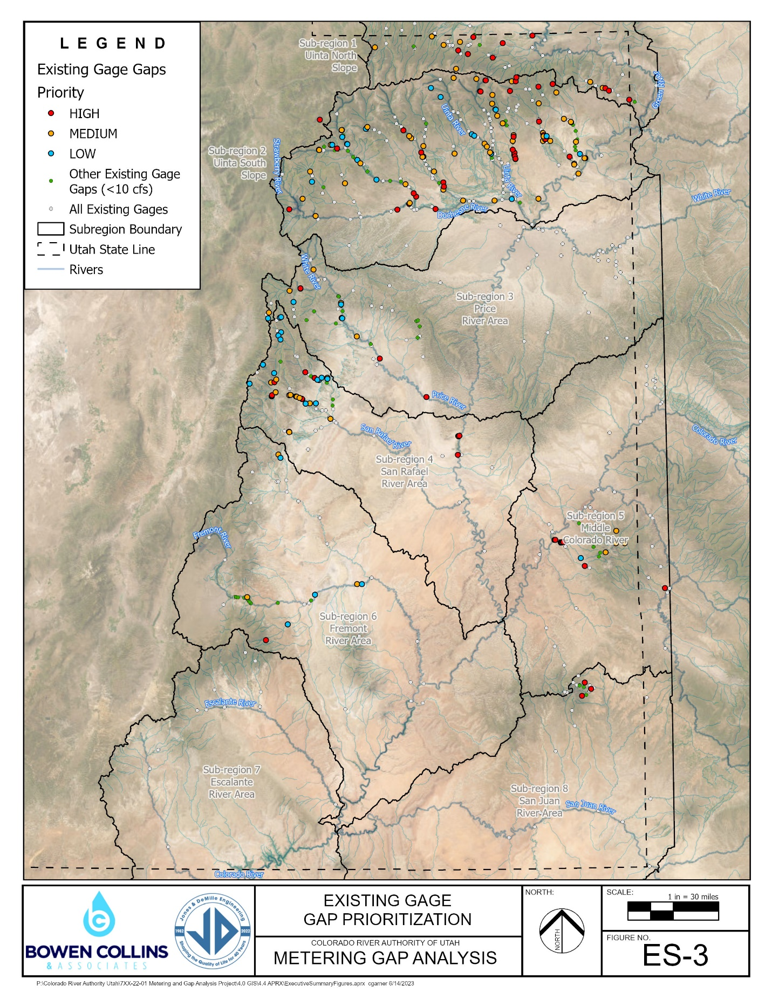 LEGEND
Existing Gage Gaps
Priority
HIGH
MEDIUM
LOW
Other Existing Gage
Gaps (<10 cfs)
All Existing Gages
Subregion Boundary
Utah State Line
Rivers
Sub-region 1
Uinta North
Slope
Green River
Uinta River
Sub-region 2
Uinta South
Slope
Strawberry River
Uinta River
White River
Duchesne River
White River
Sub-region 3
Price
River Area
Price River
San Rafael River
Colorado River
Sub-region 4
San Rafael
River Area
Sub-region 5
Middle
Colorado River
Fremont River
Sub-region 6
Fremont
River Area
Escalante River
Sub-region 7
Escalante
River Area
Sub-region 8
San Juan
River Area
San Juan River
Colorado River
BOWEN COLLINS
& ASSOCIATES
Jones & DeMille Engineering
1982
JD
2022
Shaping the Quality of Life for 40 Years
EXISTING GAGE
GAP PRIORITIZATION
COLORADO RIVER AUTHORITY OF UTAH
METERING GAP ANALYSIS
NORTH:
NORTH
SCALE:
1 in = 30 miles
FIGURE NO.
ES-3
P:\Colorado River Authority Utah\7XX-22-01 Metering and Gap Analysis Project\4.0 GIS\4.4 APRX\ExecutiveSummaryFigures.aprx cgarner 6/14/2023